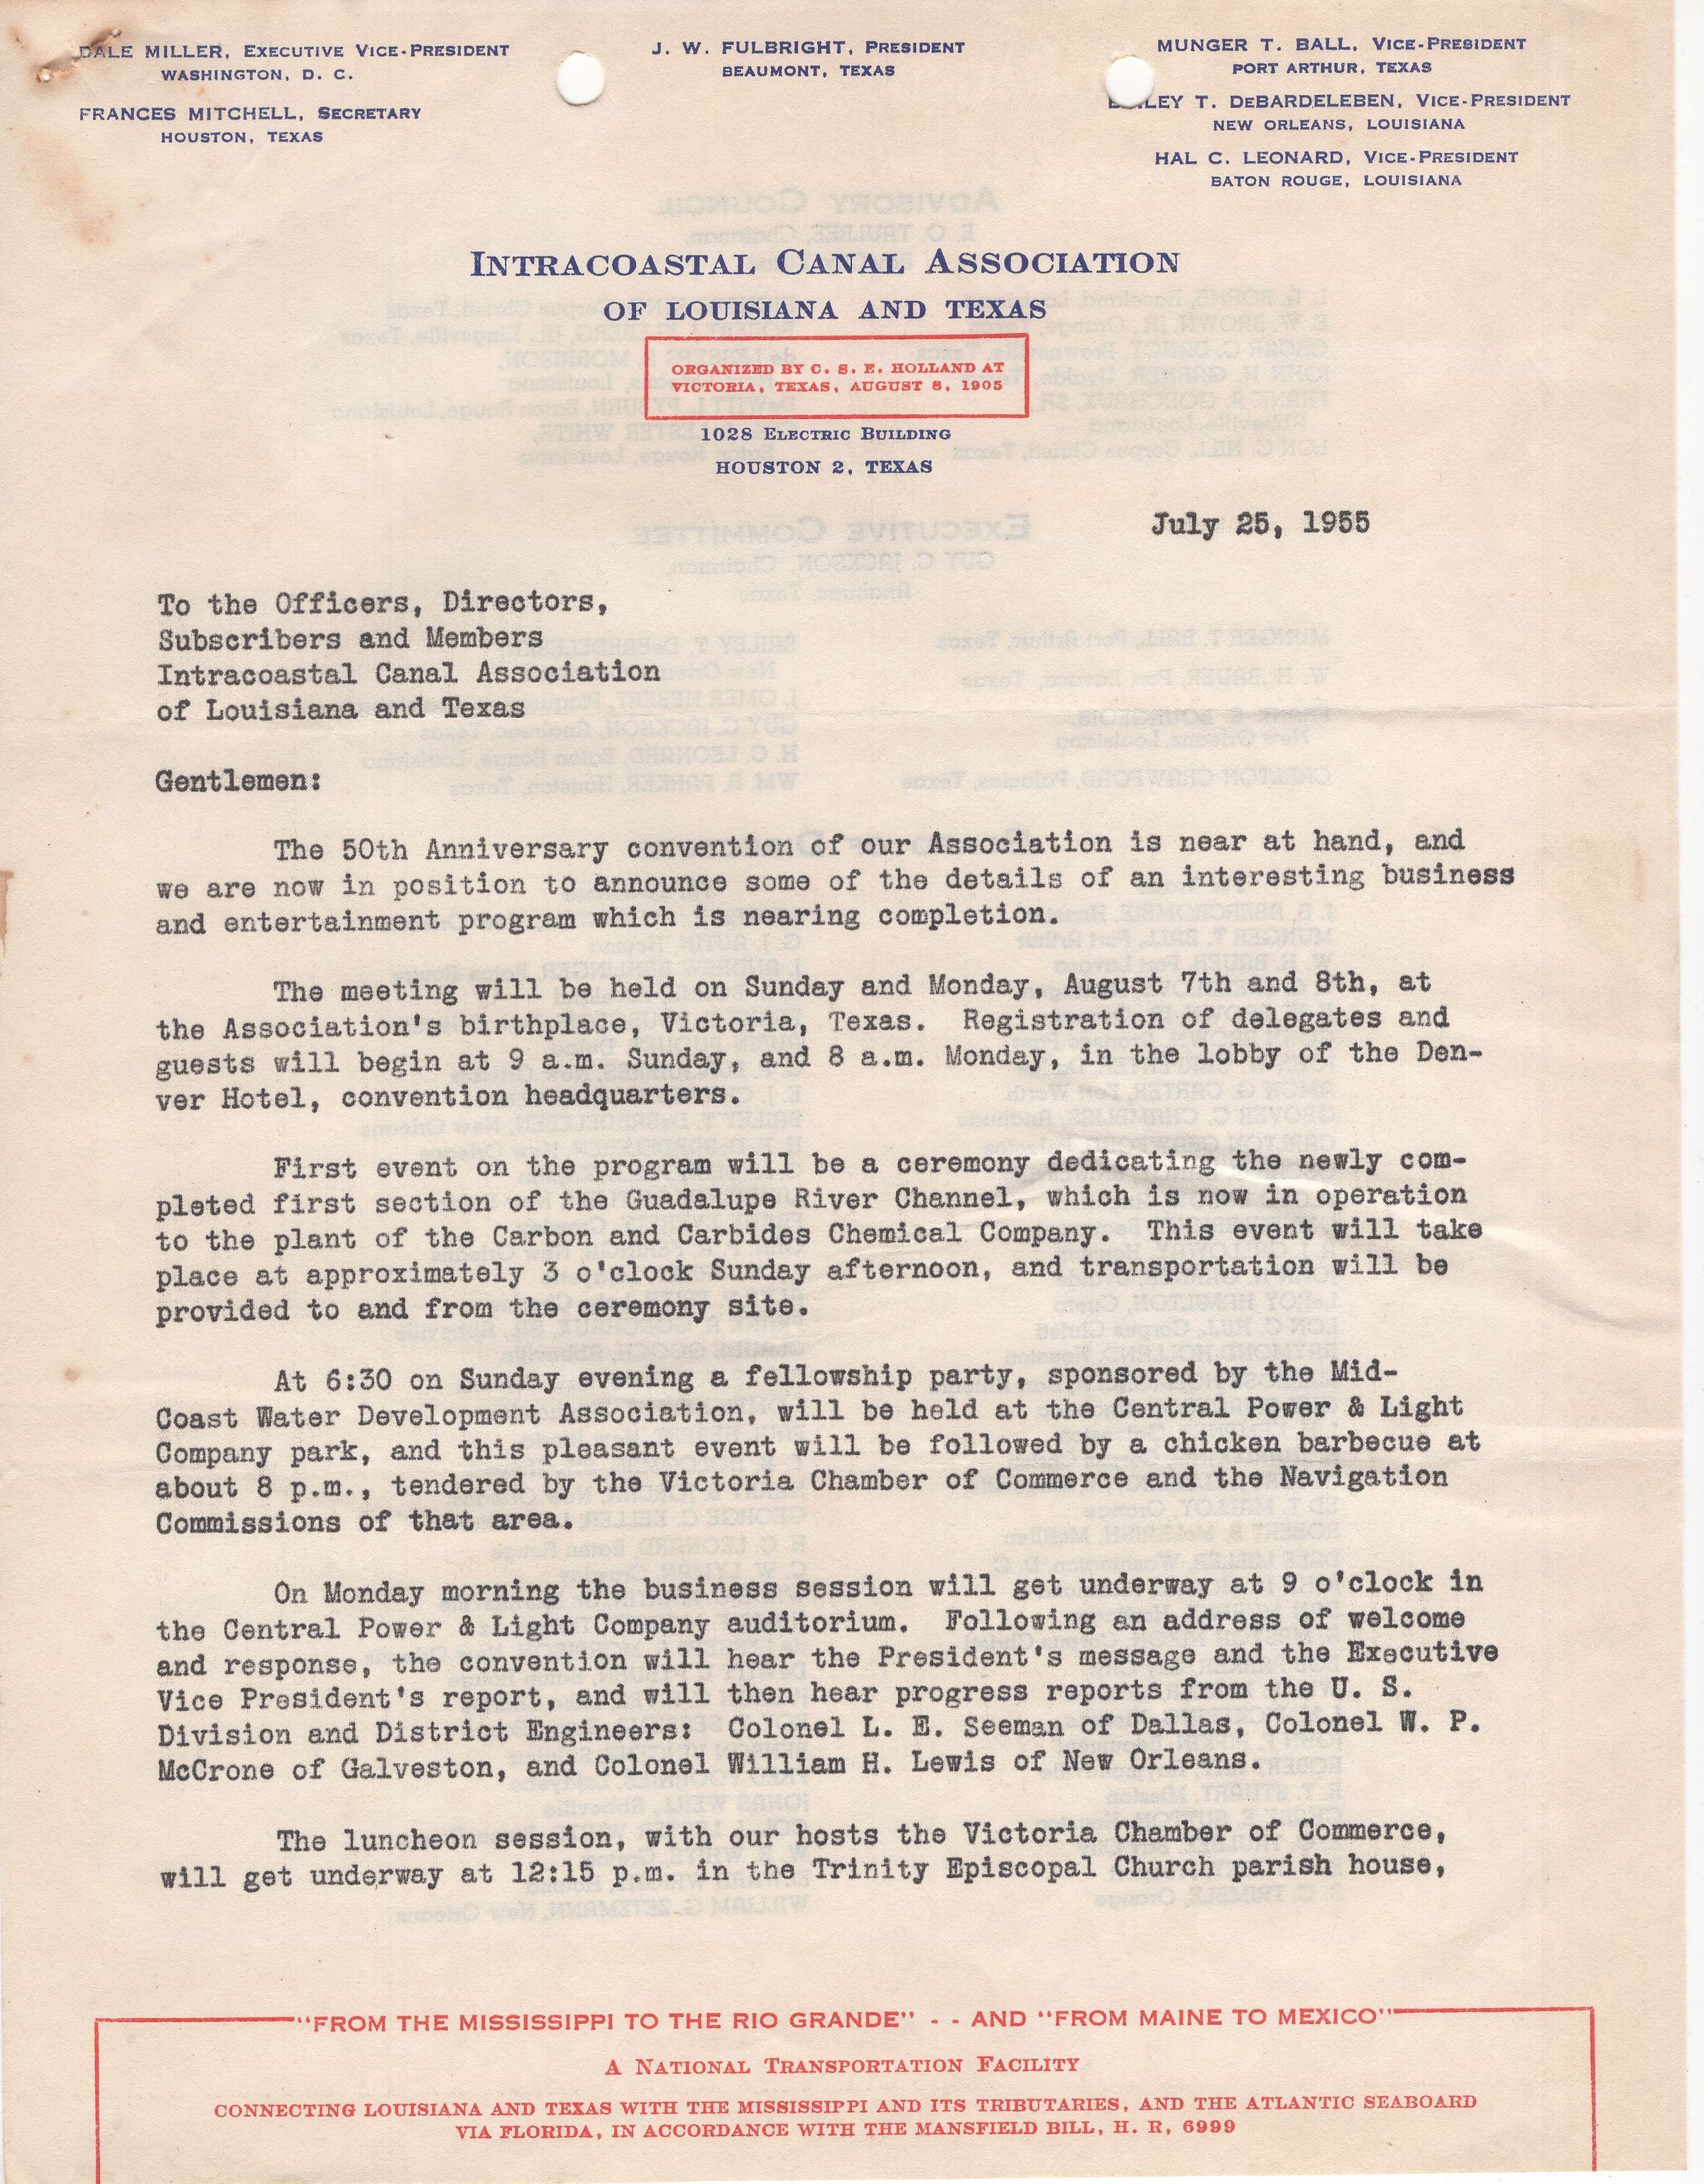 DALE MILLER, EXECUTIVE VICE-PRESIDENT
WASHINGTON, D. C.
FRANCES MITCHELL, SECRETARY
HOUSTON, TEXAS
J. W. FULBRIGHT, PRESIDENT
BEAUMONT, TEXAS
MUNGER T. BALL, VICE-PRESIDENT
PORT ARTHUR, TEXAS
T. DEBARDELEBEN, VICE-PRESIDENT
NEW ORLEANS, LOUISIANA
HAL C. LEONARD, VICE-PRESIDENT
BATON ROUGE, LOUISIANA
INTRACOASTAL CANAL ASSOCIATION
OF LOUISIANA AND TEXAS
ORGANIZED BY C. S. E. HOLLAND AT
VICTORIA, TEXAS, AUGUST 8, 1905
1028 ELECTRIC BUILDING
HOUSTON 2, TEXAS
July 25, 1955
To the Officers, Directors,
Subscribers and Members
Intracoastal Canal Association
of Louisiana and Texas
Gentlemen:
The 50th Anniversary convention of our Association is near at hand, and
we are now in position to announce some of the details of an interesting business
and entertainment program which is nearing completion.
The meeting will be held on Sunday and Monday, August 7th and 8th, at
the Association's birthplace, Victoria, Texas. Registration of delegates and
guests will begin at 9 a.m. Sunday, and 8 a.m. Monday, in the lobby of the Den-
ver Hotel, convention headquarters.
First event on the program will be a ceremony dedicating the newly com-
pleted first section of the Guadalupe River Channel, which is now in operation
to the plant of the Carbon and Carbides Chemical Company. This event will take
place at approximately 3 o'clock Sunday afternoon, and transportation will be
provided to and from the ceremony site.
At 6:30 on Sunday evening a fellowship party, sponsored by the Mid-
Coast Water Development Association, will be held at the Central Power & Light
Company park, and this pleasant event will be followed by a chicken barbecue at
about 8 p.m., tendered by the Victoria Chamber of Commerce and the Navigation
Commissions of that area.
On Monday morning the business session will get underway at 9 o'clock in
the Central Power & Light Company auditorium. Following an address of welcome
and response, the convention will hear the President's message and the Executive
Vice President's report, and will then hear progress reports from the U. S.
Division and District Engineers: Colonel L. E. Seeman of Dallas, Colonel W. P.
McCrone of Galveston, and Colonel William H. Lewis of New Orleans.
The luncheon session, with our hosts the Victoria Chamber of Commerce,
will get underway at 12:15 p.m. in the Trinity Episcopal Church parish house,
"FROM THE MISSISSIPPI TO THE RIO GRANDE" - - AND "FROM MAINE TO MEXICO"
A NATIONAL TRANSPORTATION FACILITY
CONNECTING LOUISIANA AND TEXAS WITH THE MISSISSIPPI AND ITS TRIBUTARIES, AND THE ATLANTIC SEABOARD
VIA FLORIDA, IN ACCORDANCE WITH THE MANSFIELD BILL, H. R, 6999